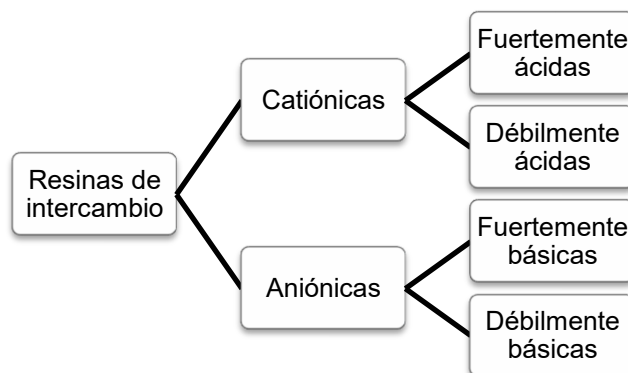 Resinas de
intercambio
Catiónicas
Fuertemente
ácidas
Débilmente
ácidas
Aniónicas
Fuertemente
básicas
Débilmente
básicas